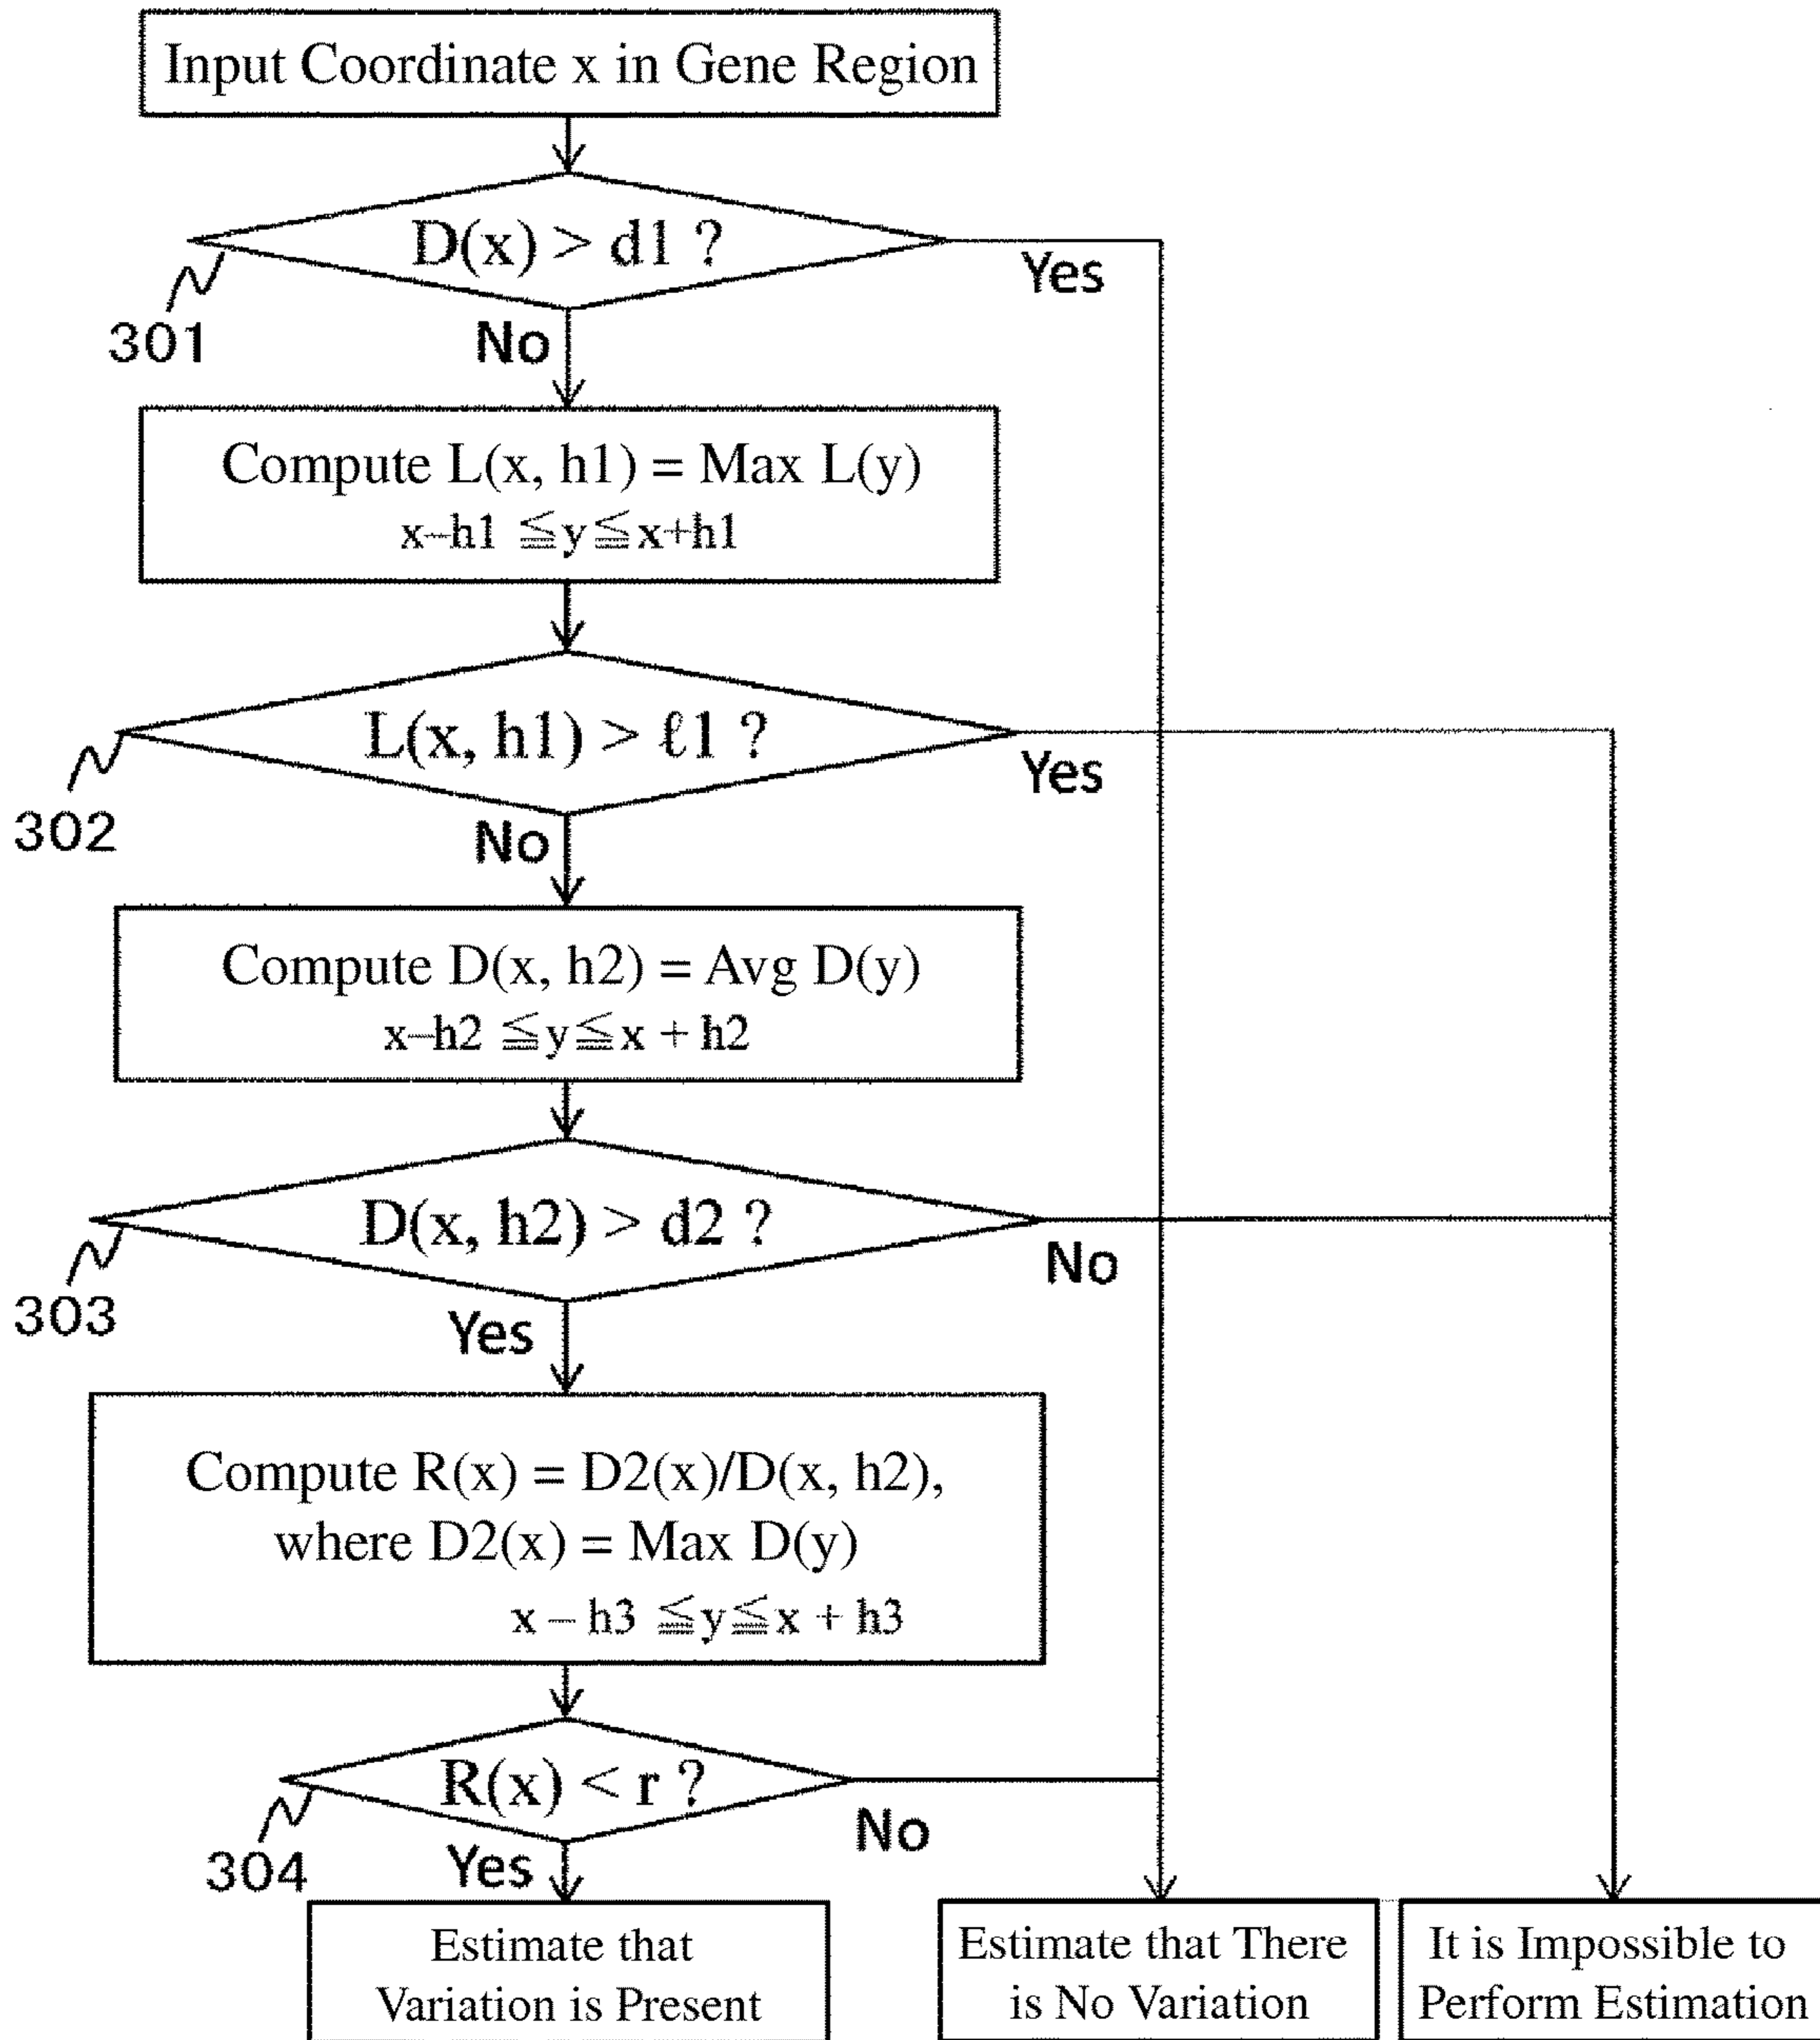 Input Coordinate x in Gene Region
D(x) > d1 ?
Yes
301
No
Compute L(x, h1) = Max L(y)
x–h1 ≦y≦x+h1
L(x, h1) > ℓ1 ?
Yes
302
No
Compute D(x, h2) = Avg D(y)
x–h2 ≦y≦x + h2
D(x, h2) > d2 ?
No
303
Yes
Compute R(x) = D2(x)/D(x, h2),
where D2(x) = Max D(y)
x – h3 ≦y≦x + h3
R(x) < r ?
No
304
Yes
Estimate that
Variation is Present
Estimate that There
is No Variation
It is Impossible to
Perform Estimation